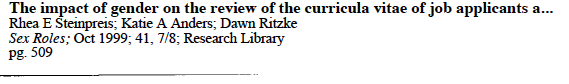 The impact of gender on the review of the curricula vitae of job applicants a...
Rhea E Steinpreis; Katie A Anders; Dawn Ritzke
Sex Roles; Oct 1999; 41, 7/8; Research Library
pg. 509